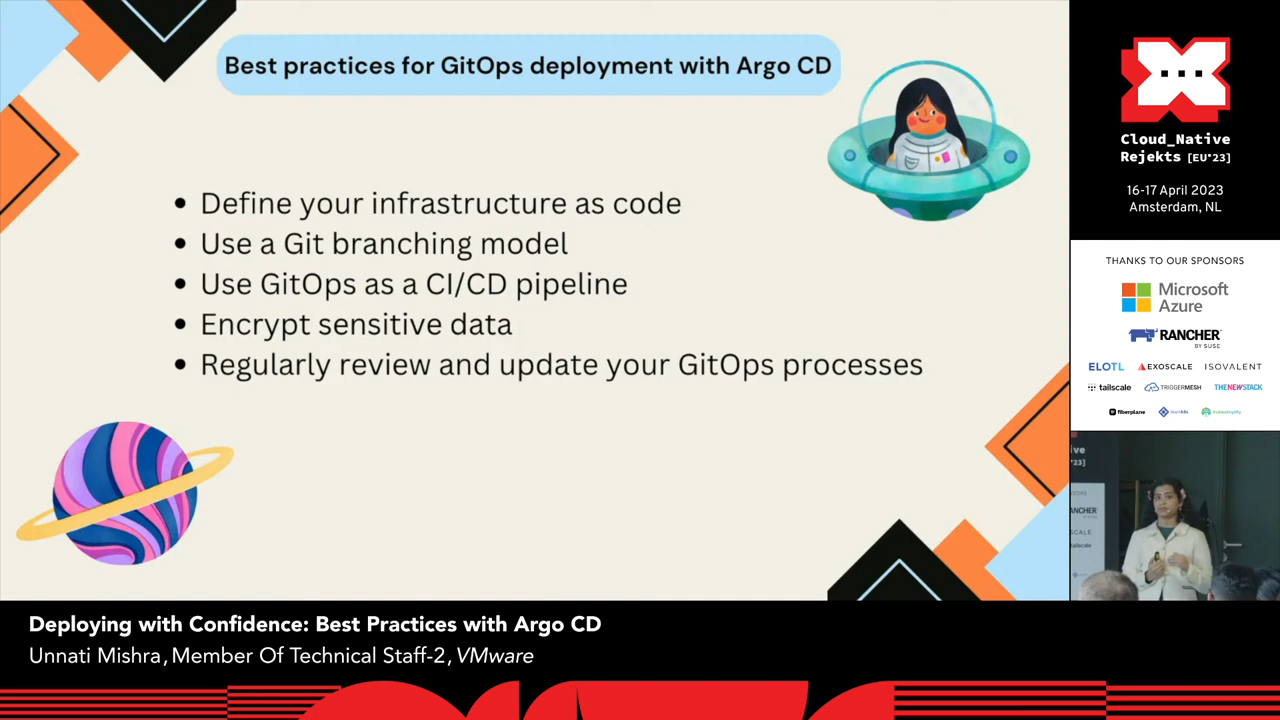 Best practices for GitOps deployment with Argo CD
• Define your infrastructure as code
• Use a Git branching model
• Use GitOps as a CI/CD pipeline
• Encrypt sensitive data
• Regularly review and update your GitOps processes
Cloud_Native
Rejekts [EU'23]
16-17 April 2023
Amsterdam, NL
THANKS TO OUR SPONSORS
Microsoft
Azure
RANCHER
BY SUSE
ELOTL EXOSCALE ISOVALENT
tailscale TRIGGERMESH THENEWSTACK
fiberplane
Deploying with Confidence: Best Practices with Argo CD
Unnati Mishra, Member Of Technical Staff-2, VMware